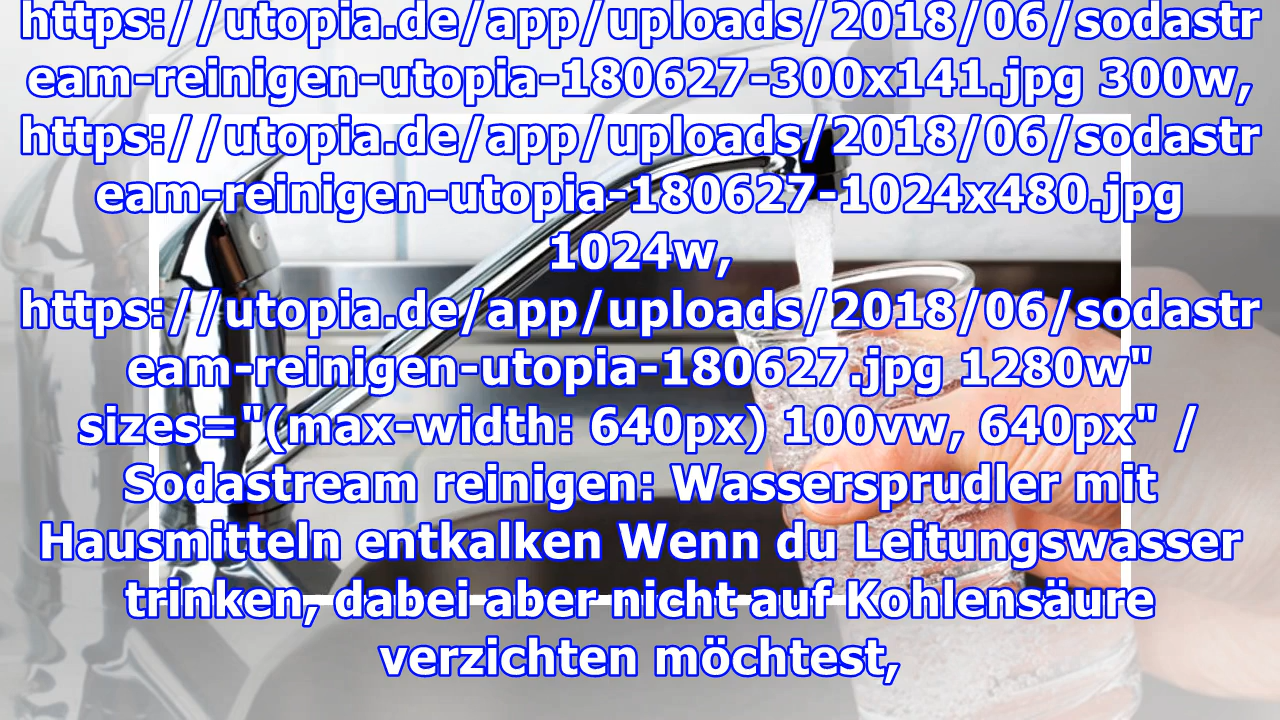 https://utopia.de/app/uploads/2018/06/sodastr
eam-reinigen-utopia-180627-300x141.jpg 300w,
https://utopia.de/app/uploads/2018/06/sodastr
eam-reinigen-utopia-180627-1024x480.jpg
1024w,
https://utopia.de/app/uploads/2018/06/sodastr
eam-reinigen-utopia-180627.jpg 1280w"
sizes="(max-width: 640px) 100vw, 640px" /
Sodastream reinigen: Wassersprudler mit
Hausmitteln entkalken Wenn du Leitungswasser
trinken, dabei aber nicht auf Kohlensäure
verzichten möchtest,